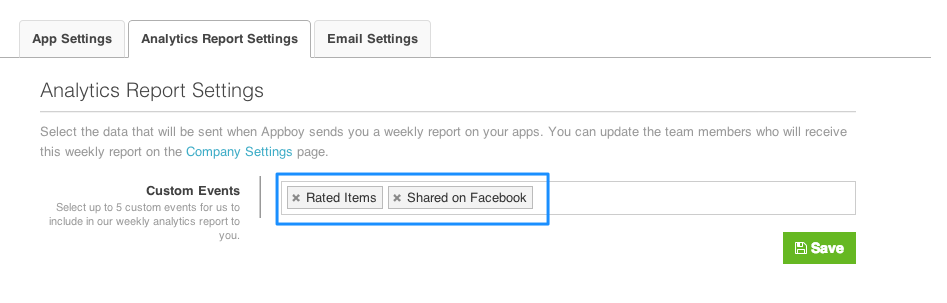 App Settings Analytics Report Settings Email Settings
Analytics Report Settings
Select the data that will be sent when Appboy sends you a weekly report on your apps. You can update the team members who will receive
this weekly report on the Company Settings page.
Custom Events
Select up to 5 custom events for us to
include in our weekly analytics report to
you.
× Rated Items × Shared on Facebook
Save